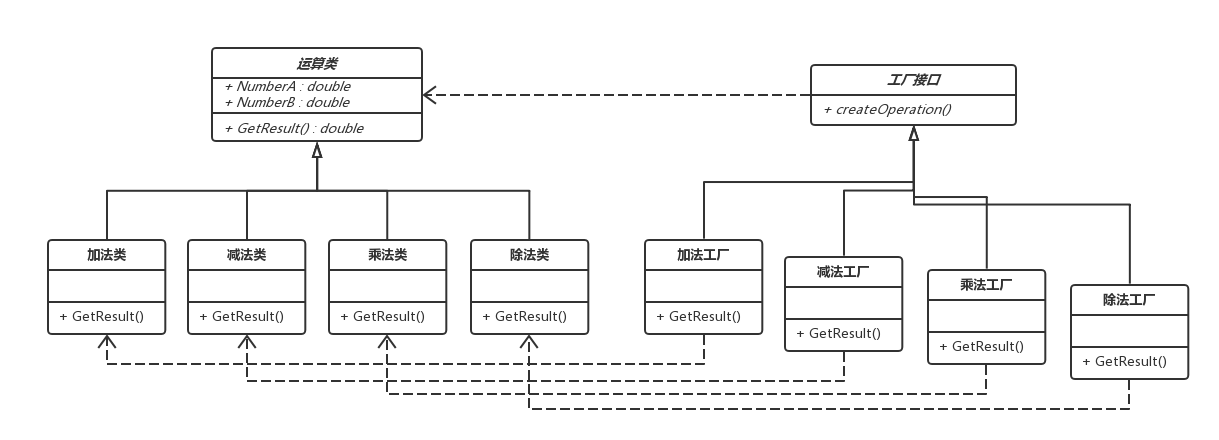 运算类
+ NumberA : double
+ NumberB : double
+ GetResult() : double
工厂接口
+ createOperation()
加法类
+ GetResult()
减法类
+ GetResult()
乘法类
+ GetResult()
除法类
+ GetResult()
加法工厂
+ GetResult()
减法工厂
+ GetResult()
乘法工厂
+ GetResult()
除法工厂
+ GetResult()